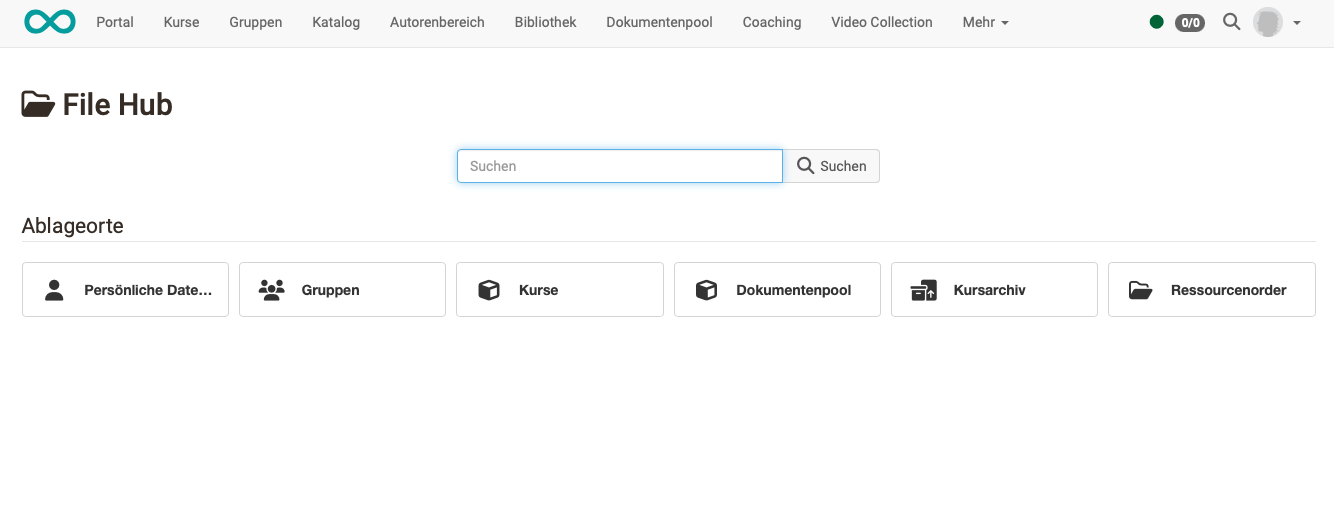 Portal Kurse Gruppen Katalog Autorenbereich Bibliothek Dokumentenpool Coaching Video Collection Mehr 0/0
File Hub
Suchen Suchen
Ablageorte
Persönliche Date... Gruppen Kurse Dokumentenpool Kursarchiv Ressourcenorder